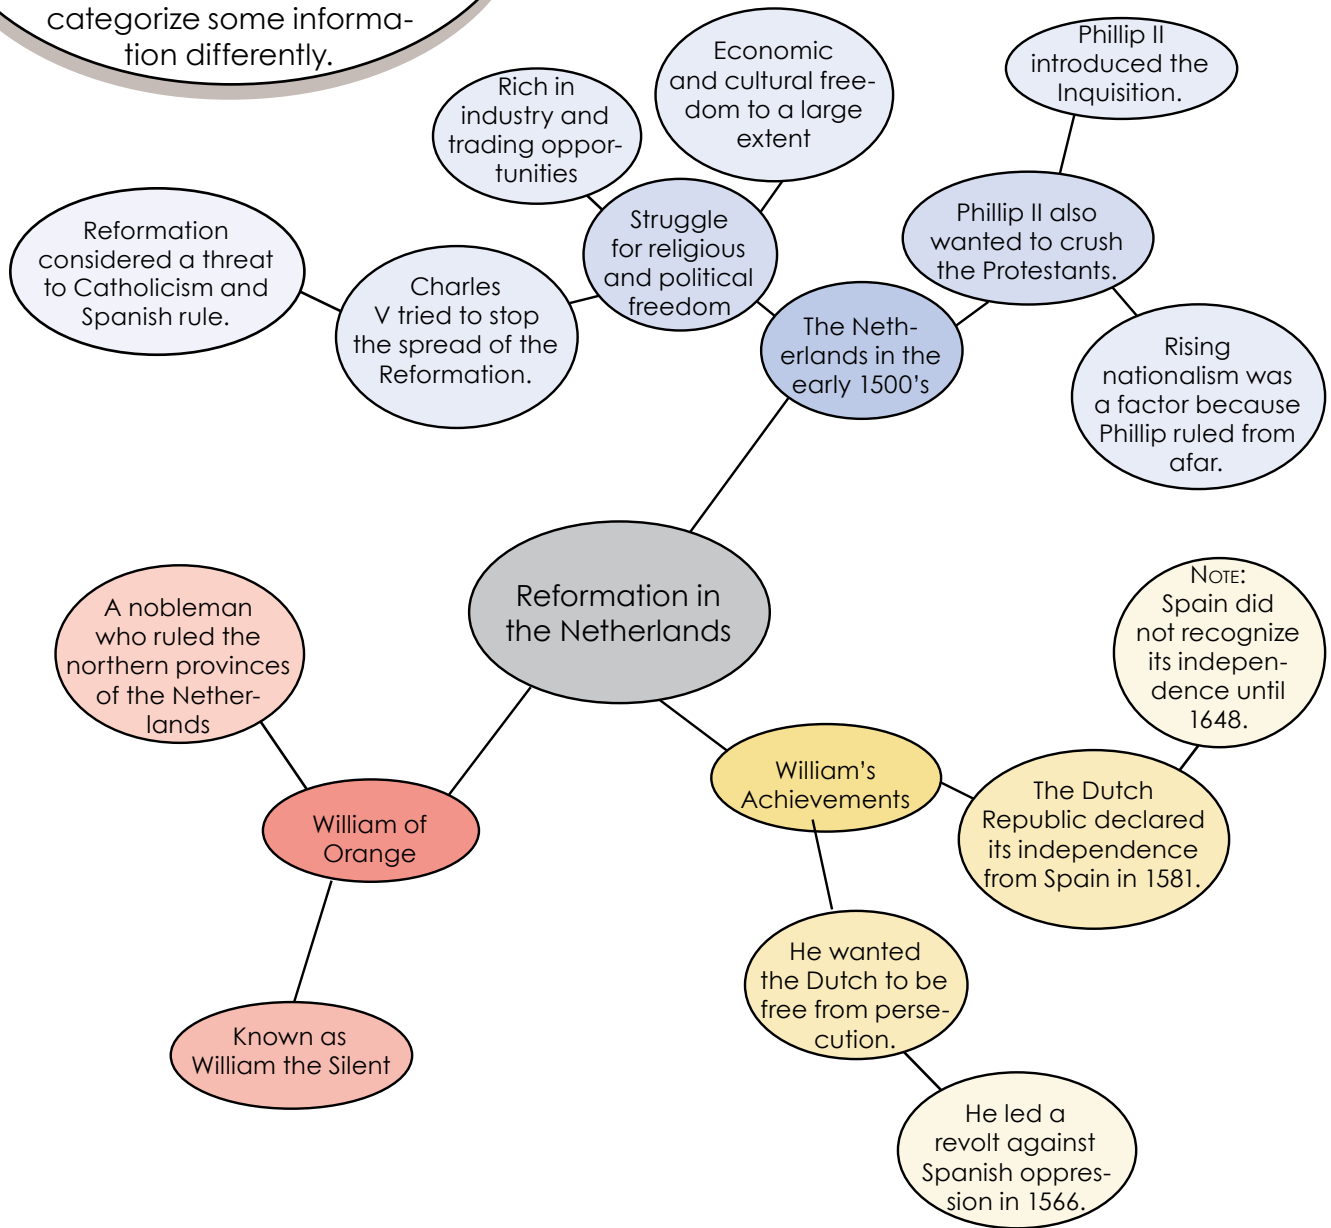 categorize some informa-
tion differently.
Economic
and cultural free-
dom to a large
extent
Phillip II
introduced the
Inquisition.
Rich in
industry and
trading oppor-
tunities
Struggle
for religious
and political
freedom
Phillip II also
wanted to crush
the Protestants.
Reformation
considered a threat
to Catholicism and
Spanish rule.
Charles
V tried to stop
the spread of the
Reformation.
The Neth-
erlands in the
early 1500's
Rising
nationalism was
a factor because
Phillip ruled from
afar.
Reformation in
the Netherlands
A nobleman
who ruled the
northern provinces
of the Nether-
lands
NOTE:
Spain did
not recognize
its indepen-
dence until
1648.
William of
Orange
William's
Achievements
The Dutch
Republic declared
its independence
from Spain in 1581.
He wanted
the Dutch to be
free from perse-
cution.
Known as
William the Silent
He led a
revolt against
Spanish oppres-
sion in 1566.